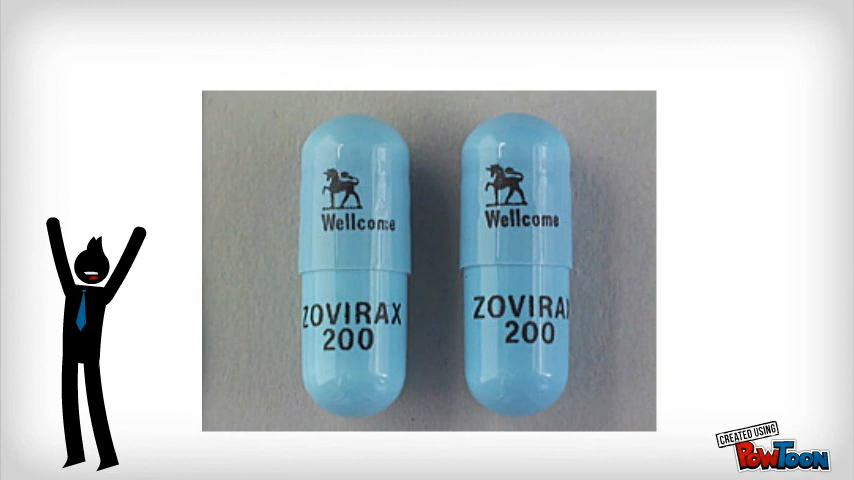 Wellcome
ZOVIRAX
200
Wellcome
ZOVIRAX
200
CREATED USING
POWTOON